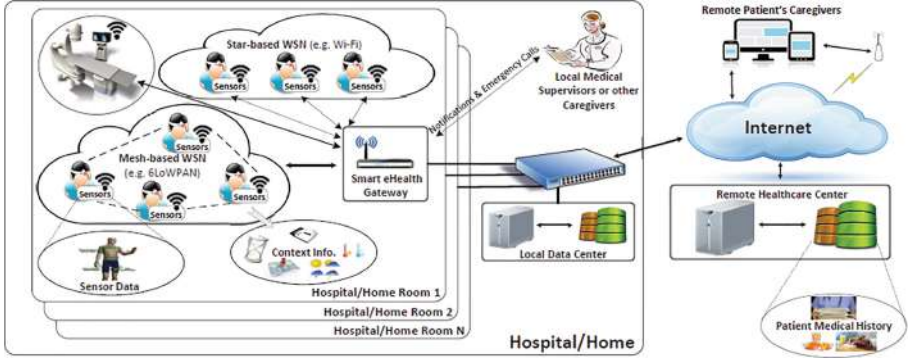 Star-based WSN (e.g. Wi-Fi)
Sensors
Sensors
Sensors
Notifications & Emergency Calls
Local Medical
Supervisors or other
Caregivers
Remote Patient's Caregivers
Internet
Sensors
Mesh-based WSN
(e.g. 6LoWPAN)
Sensors
Sensors
Sensors
Smart eHealth
Gateway
Context Info.
Sensor Data
Local Data Center
Remote Healthcare Center
Patient Medical History
Hospital/Home Room 1
Hospital/Home Room 2
Hospital/Home Room N
Hospital/Home